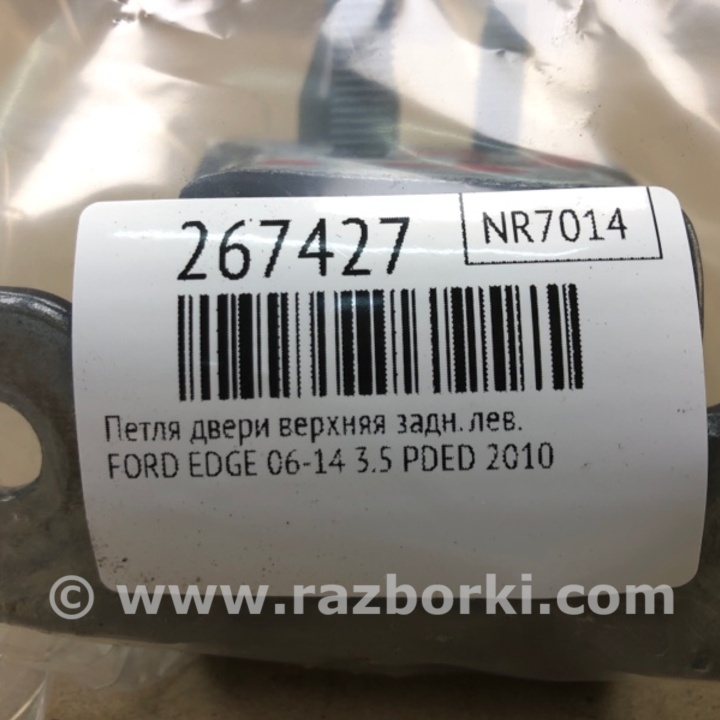 267427
NR7014
Петля двери верхняя задн. лев.
FORD EDGE 06-14 3.5 PDED 2010
© www.razborki.com